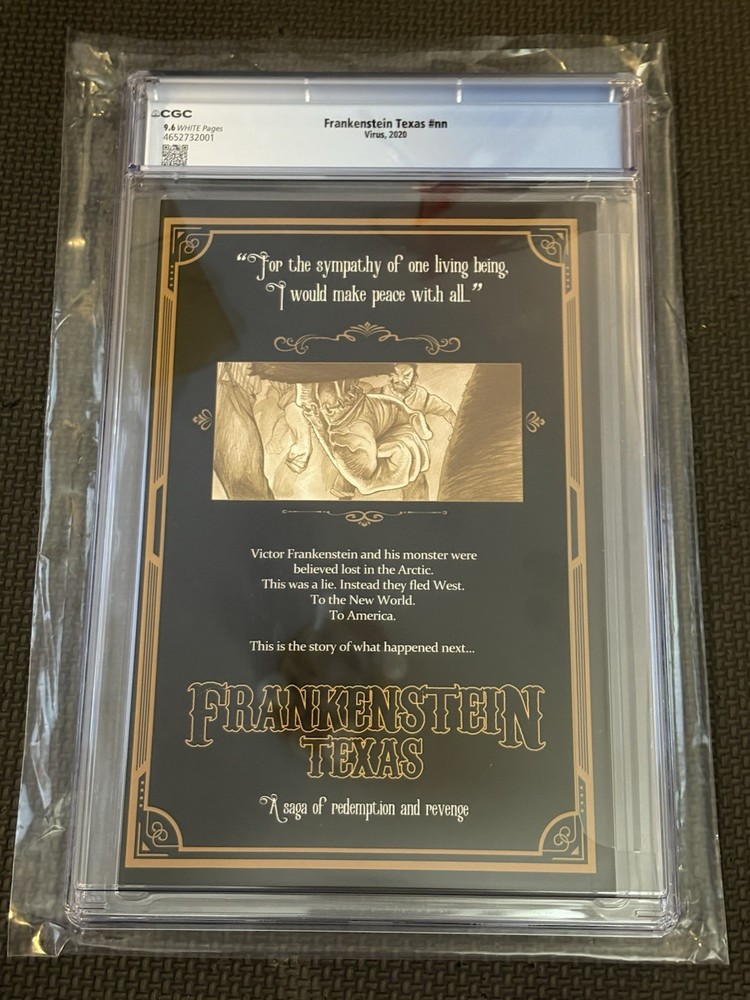 CGC
9.6 WHITE Pages
4652732001
Frankenstein Texas #nn
Virus, 2020
“For the sympathy of one living being,
I would make peace with all...”
Victor Frankenstein and his monster were
believed lost in the Arctic.
This was a lie. Instead they fled West.
To the New World.
To America.
This is the story of what happened next...
FRANKENSTEIN
TEXAS
A saga of redemption and revenge